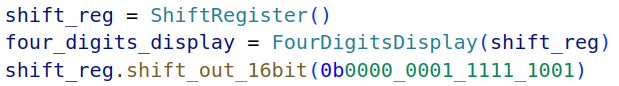 shift_reg = ShiftRegister()
four_digits_display = FourDigitsDisplay(shift_reg)
shift_reg.shift_out_16bit(0b0000_0001_1111_1001)